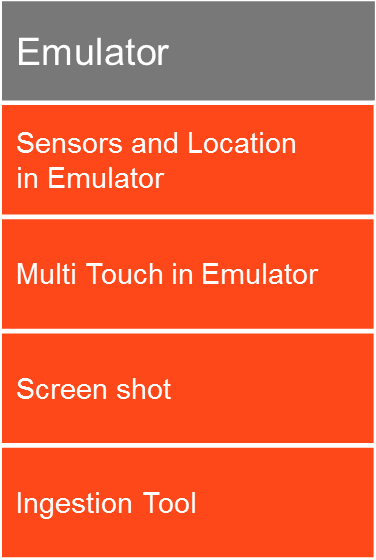 Emulator
Sensors and Location
in Emulator
Multi Touch in Emulator
Screen shot
Ingestion Tool